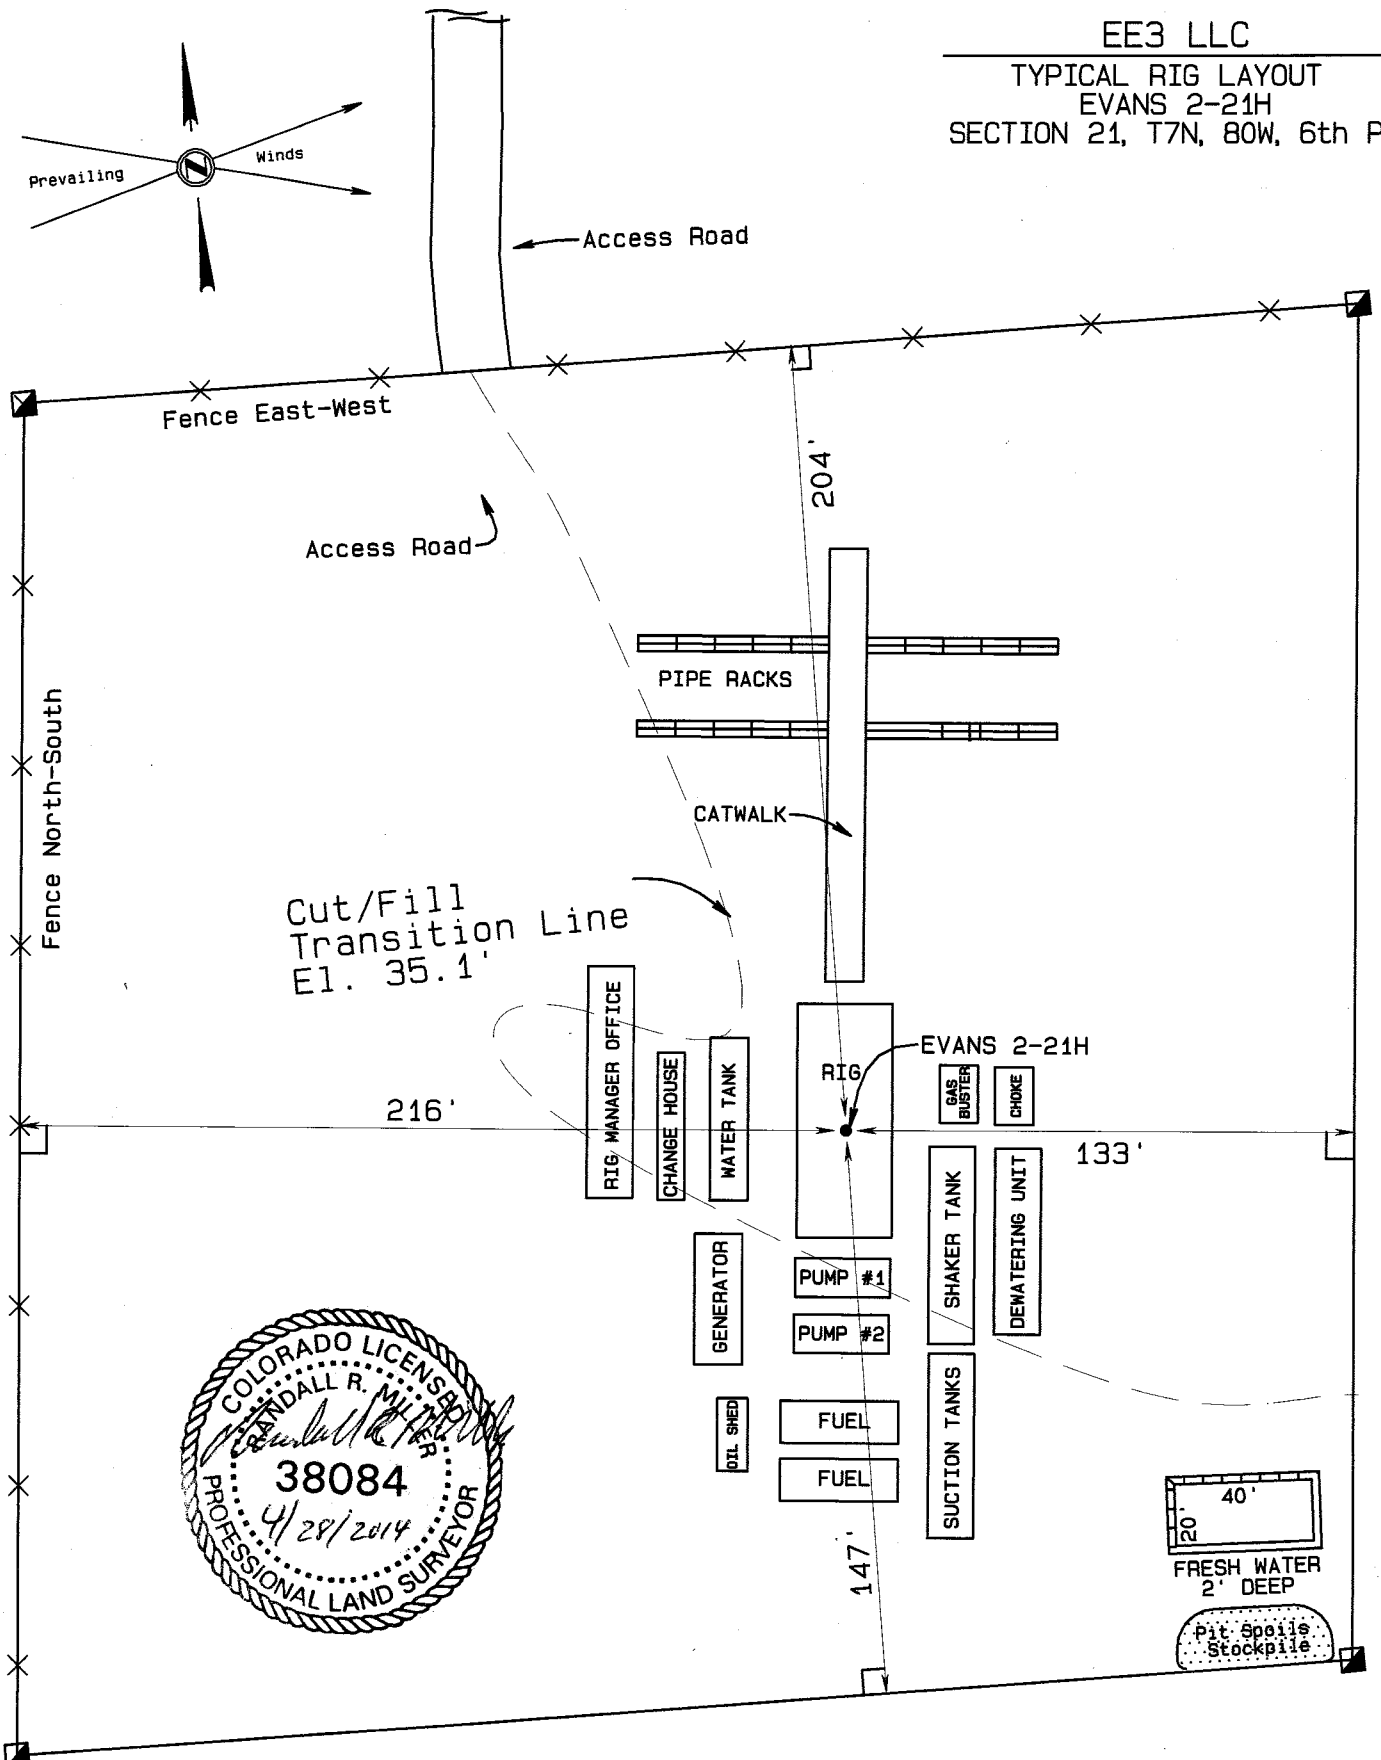 EE3 LLC
TYPICAL RIG LAYOUT
EVANS 2-21H
SECTION 21, T7N, 80W, 6th P
Prevailing
Winds
Access Road
Fence East-West
204'
Access Road
PIPE RACKS
Fence North-South
CATWALK
Cut/Fill
Transition Line
El. 35.1'
RIG MANAGER OFFICE
CHANGE HOUSE
WATER TANK
RIG
EVANS 2-21H
GAS
BUSTER
CHOKE
216'
133'
GENERATOR
PUMP #1
PUMP #2
SHAKER TANK
DEWATERING UNIT
OIL SHED
FUEL
FUEL
SUCTION TANKS
COLORADO LICENSED
RANDALL R. MILLER
38084
4/28/2014
PROFESSIONAL LAND SURVEYOR
147'
40'
20'
FRESH WATER
2' DEEP
Pit Spoils
Stockpile